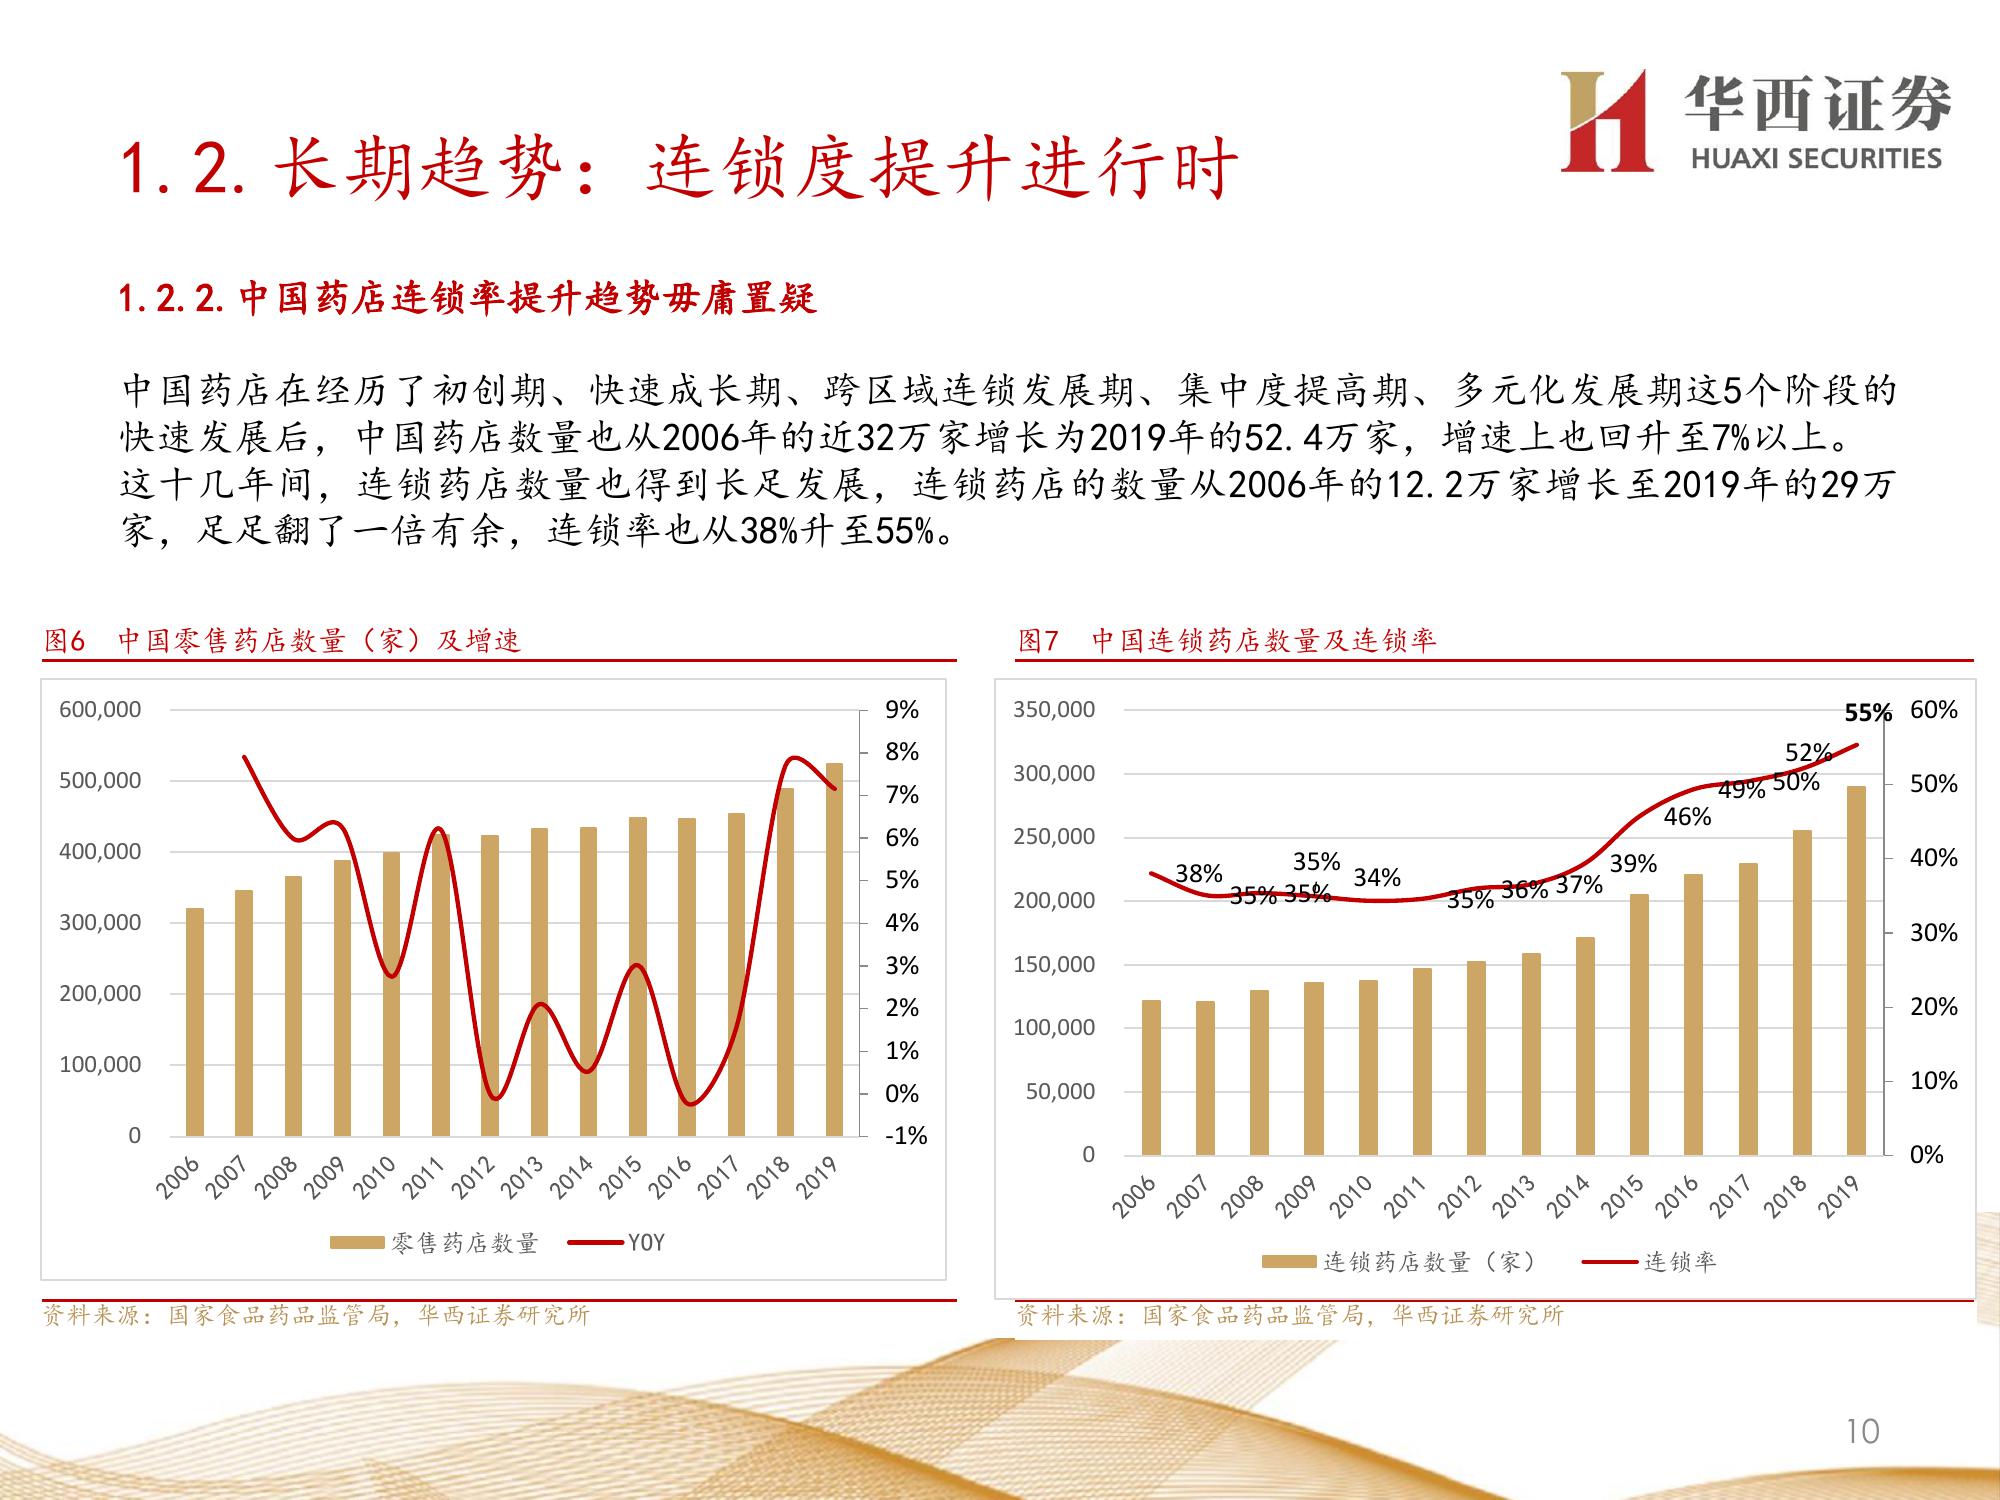 华西证券
HUAXI SECURITIES
1.2.长期趋势：连锁度提升进行时
1.2.2.中国药店连锁率提升趋势毋庸置疑
中国药店在经历了初创期、快速成长期、跨区域连锁发展期、集中度提高期、多元化发展期这5个阶段的
快速发展后，中国药店数量也从2006年的近32万家增长为2019年的52.4万家，增速上也回升至7%以上。
这十几年间，连锁药店数量也得到长足发展，连锁药店的数量从2006年的12.2万家增长至2019年的29万
家，足足翻了一倍有余，连锁率也从38%升至55%。
图6 中国零售药店数量（家）及增速
600,000
500,000
400,000
300,000
200,000
100,000
0
9%
8%
7%
6%
5%
4%
3%
2%
1%
0%
-1%
2006 2007 2008 2009 2010 2011 2012 2013 2014 2015 2016 2017 2018 2019
零售药店数量 YOY
资料来源：国家食品药品监管局，华西证券研究所
图7 中国连锁药店数量及连锁率
350,000
300,000
250,000
200,000
150,000
100,000
50,000
0
38% 35% 35% 35% 34% 35% 36% 37% 39% 46% 49% 50% 52% 55%
60%
50%
40%
30%
20%
10%
0%
2006 2007 2008 2009 2010 2011 2012 2013 2014 2015 2016 2017 2018 2019
连锁药店数量（家） 连锁率
资料来源：国家食品药品监管局，华西证券研究所
10